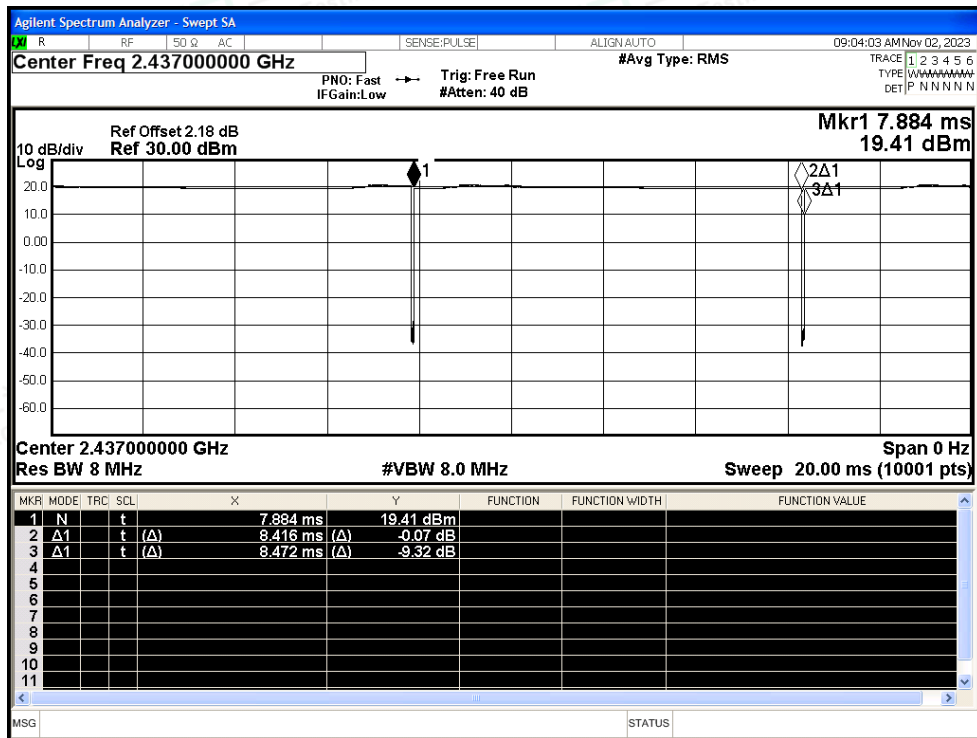 Agilent Spectrum Analyzer - Swept SA
LXI R RF 50 Ω AC SENSE:PULSE ALIGN AUTO 09:04:03 AM Nov 02, 2023
Center Freq 2.437000000 GHz
#Avg Type: RMS
TRACE 1 2 3 4 5 6
PNO: Fast Trig: Free Run
TYPE WWWWWW
IFGain:Low #Atten: 40 dB
DET P N N N N N
Mkr1 7.884 ms
Ref Offset 2.18 dB
10 dB/div Ref 30.00 dBm 19.41 dBm
Log
1
2Δ1
3Δ1
20.0
10.0
0.00
-10.0
-20.0
-30.0
-40.0
-50.0
-60.0
Center 2.437000000 GHz Span 0 Hz
Res BW 8 MHz #VBW 8.0 MHz Sweep 20.00 ms (10001 pts)
MKR MODE TRC SCL X Y FUNCTION FUNCTION WIDTH FUNCTION VALUE
1 N t 7.884 ms 19.41 dBm
2 Δ1 t (Δ) 8.416 ms (Δ) -0.07 dB
3 Δ1 t (Δ) 8.472 ms (Δ) -9.32 dB
4
5
6
7
8
9
10
11
MSG STATUS